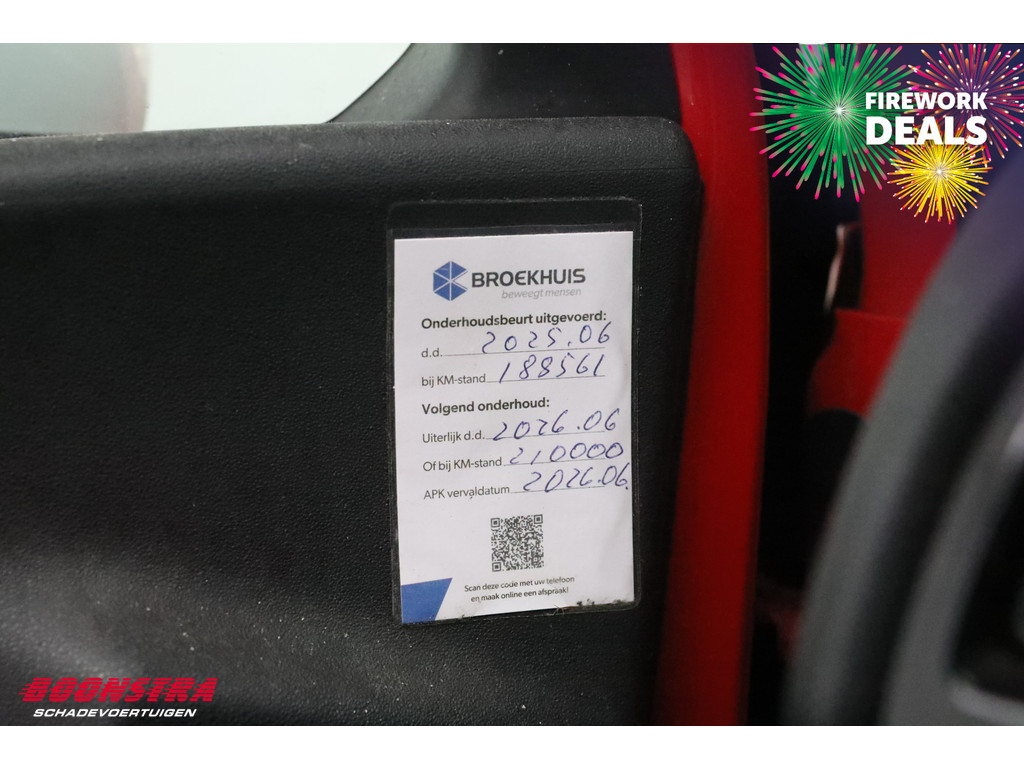 FIREWORK
DEALS
BROEKHUIS
beweegt mensen
Onderhoudsbeurt uitgevoerd:
d.d. 2025.06
bij KM-stand 188561
Volgend onderhoud:
Uiterlijk d.d. 2026.06
Of bij KM-stand 210000
APK vervaldatum 2026.06.
Scan deze code met uw telefoon
en maak online een afspraak!
BOONSTRA
SCHADEVOERTUIGEN